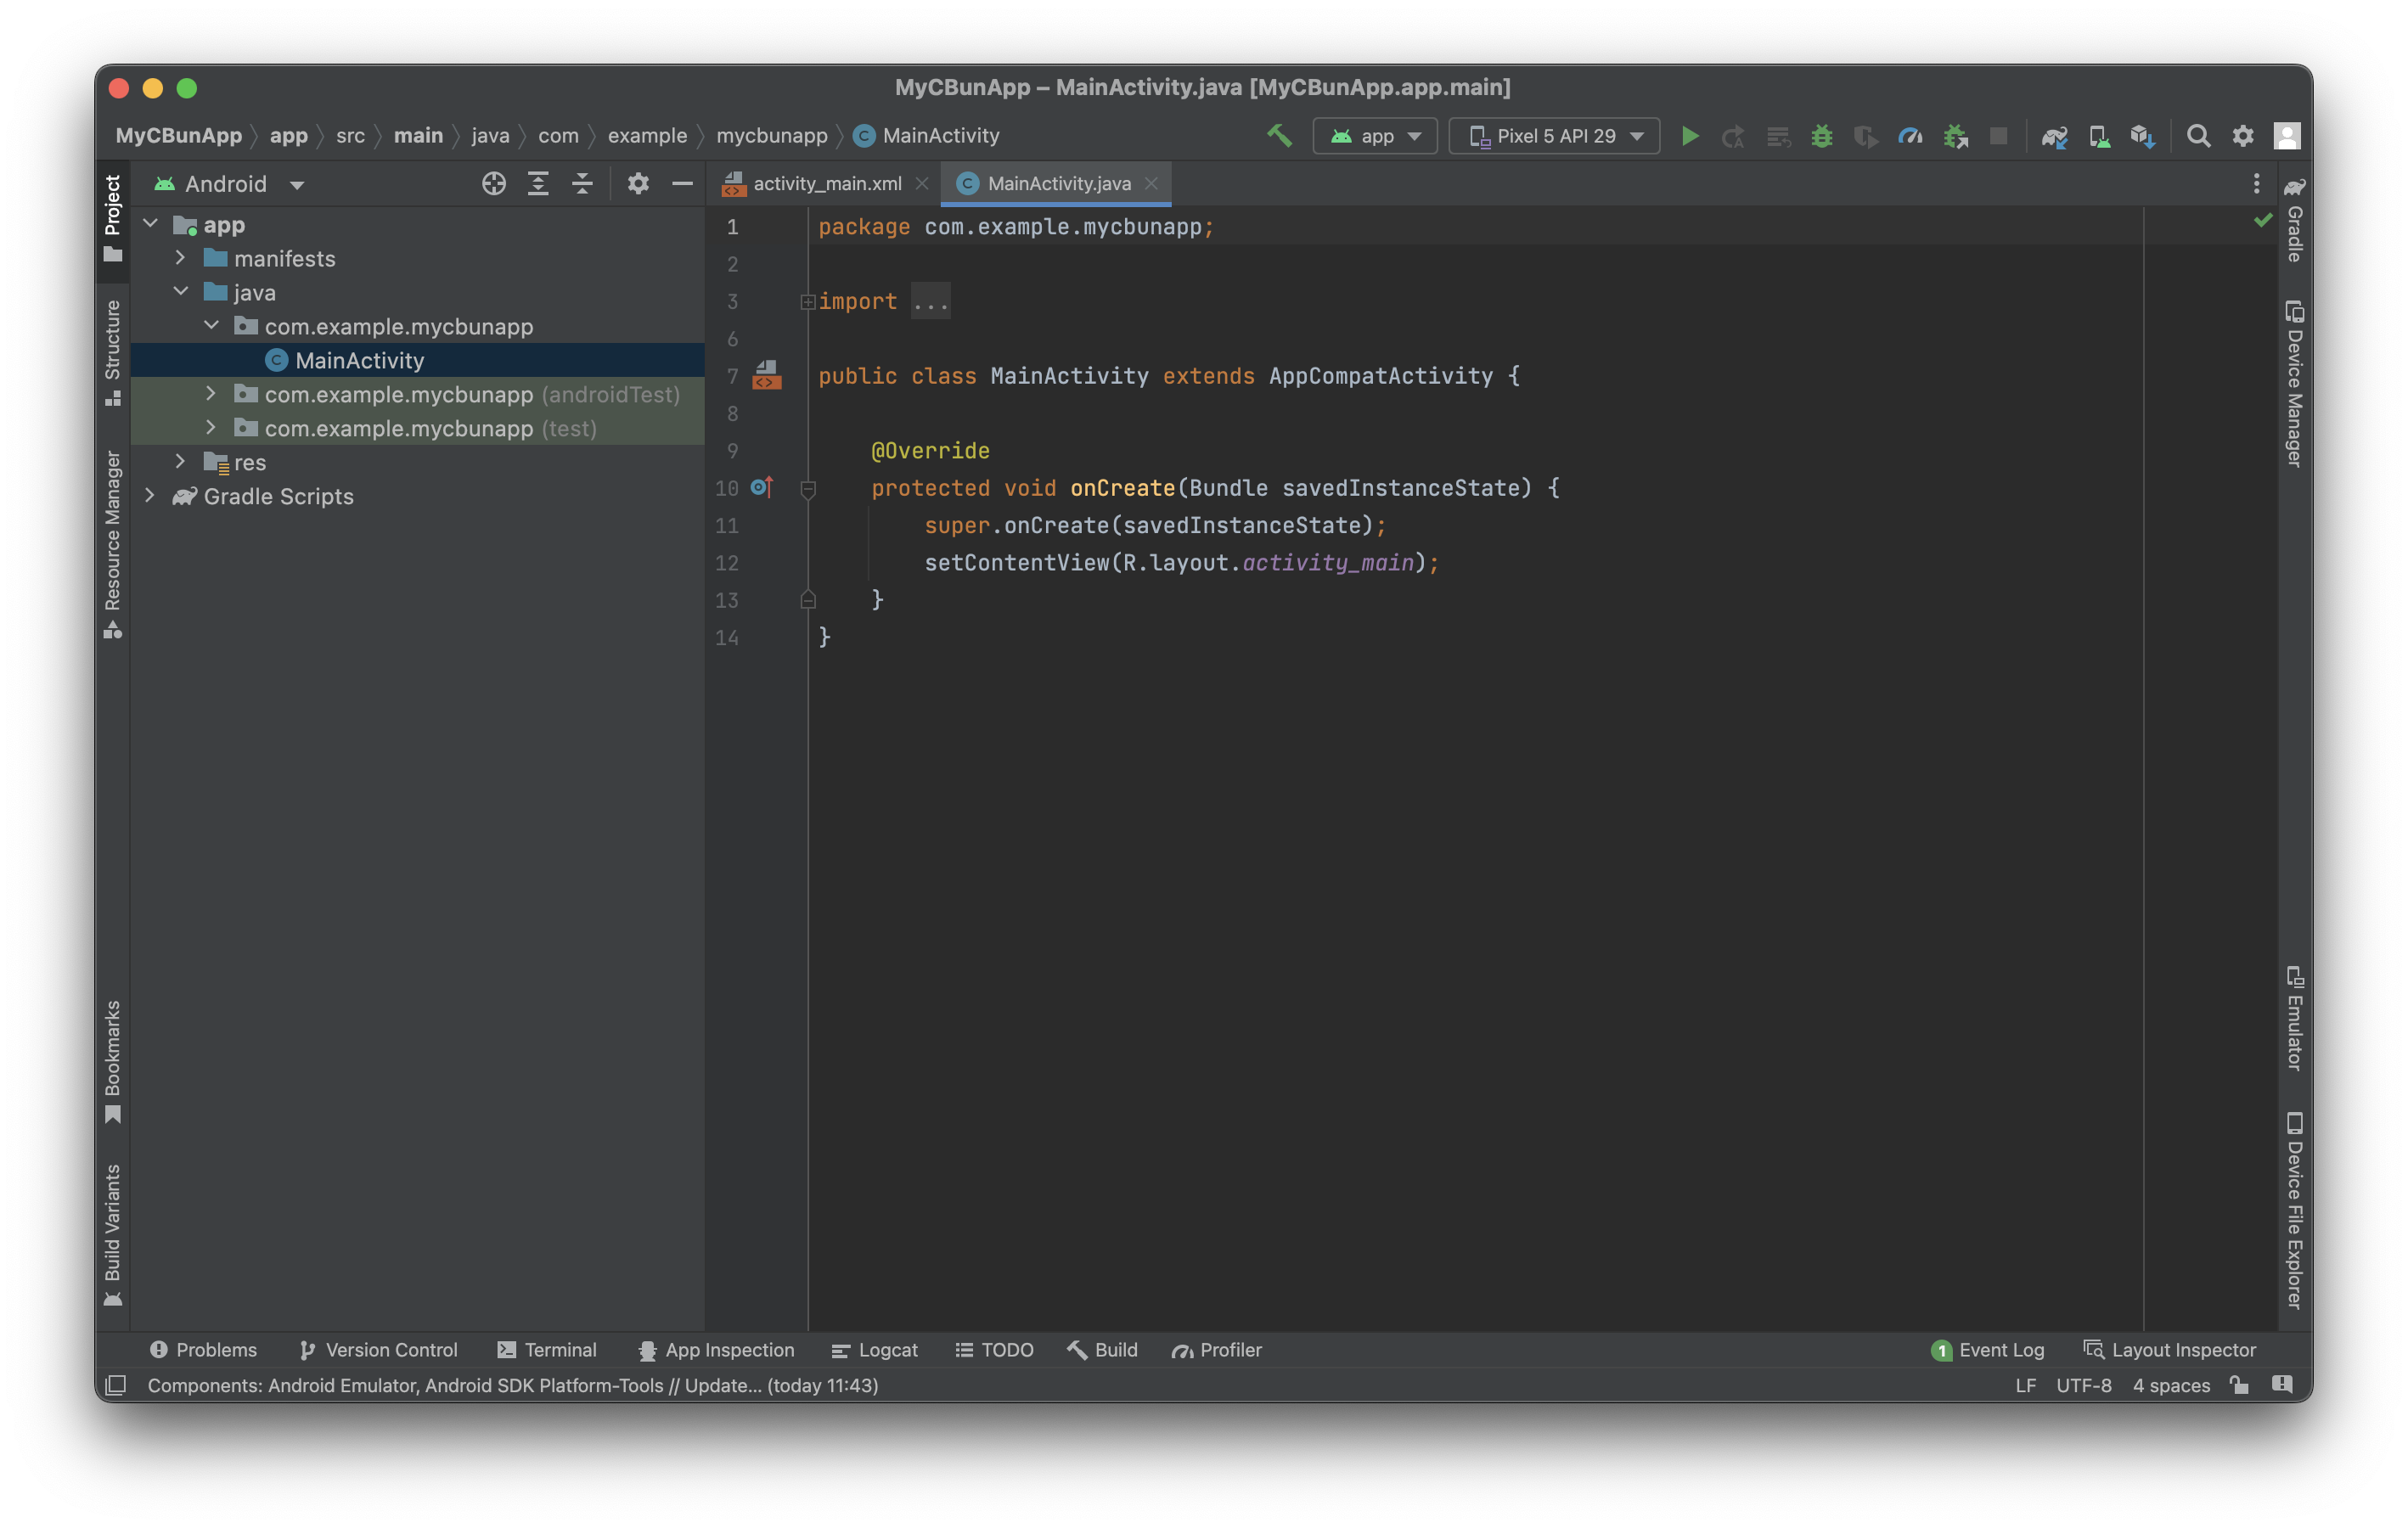 MyCBunApp – MainActivity.java [MyCBunApp.app.main]
MyCBunApp app src main java com example mycbunapp C MainActivity app Pixel 5 API 29
Project
Structure
Resource Manager
Bookmarks
Build Variants
Android
app
manifests
java
com.example.mycbunapp
C MainActivity
com.example.mycbunapp (androidTest)
com.example.mycbunapp (test)
res
Gradle Scripts
activity_main.xml C MainActivity.java
1 package com.example.mycbunapp;
2
3 import ...
6
7 public class MainActivity extends AppCompatActivity {
8
9 @Override
10 protected void onCreate(Bundle savedInstanceState) {
11 super.onCreate(savedInstanceState);
12 setContentView(R.layout.activity_main);
13 }
14 }
Gradle
Device Manager
Emulator
Device File Explorer
Problems Version Control Terminal App Inspection Logcat TODO Build Profiler 1 Event Log Layout Inspector
Components: Android Emulator, Android SDK Platform-Tools // Update... (today 11:43) LF UTF-8 4 spaces